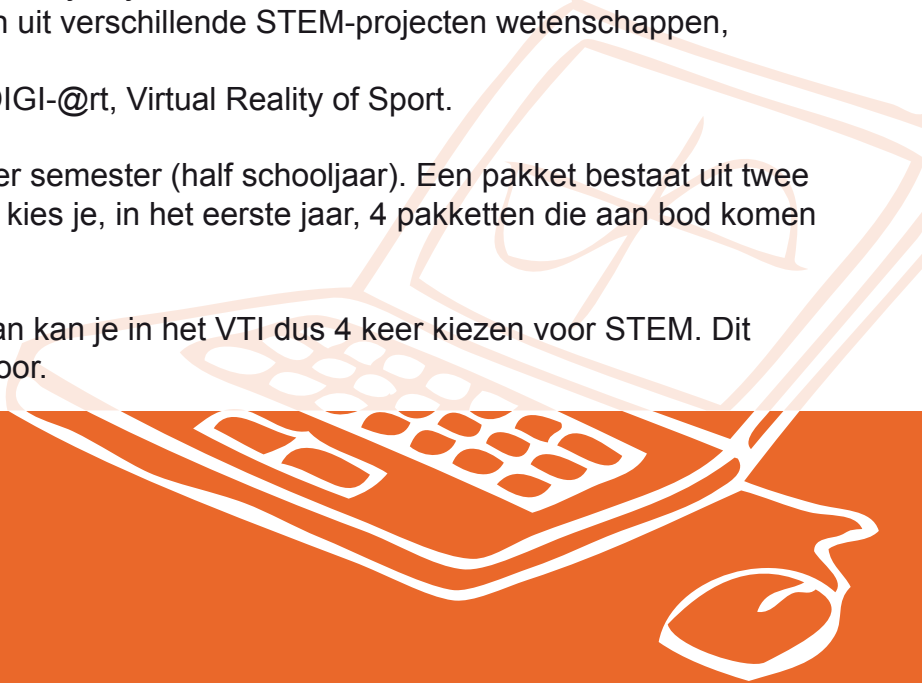 uit verschillende STEM-projecten wetenschappen,
IGI-@rt, Virtual Reality of Sport.
er semester (half schooljaar). Een pakket bestaat uit twee
kies je, in het eerste jaar, 4 pakketten die aan bod komen
an kan je in het VTI dus 4 keer kiezen voor STEM. Dit
oor.